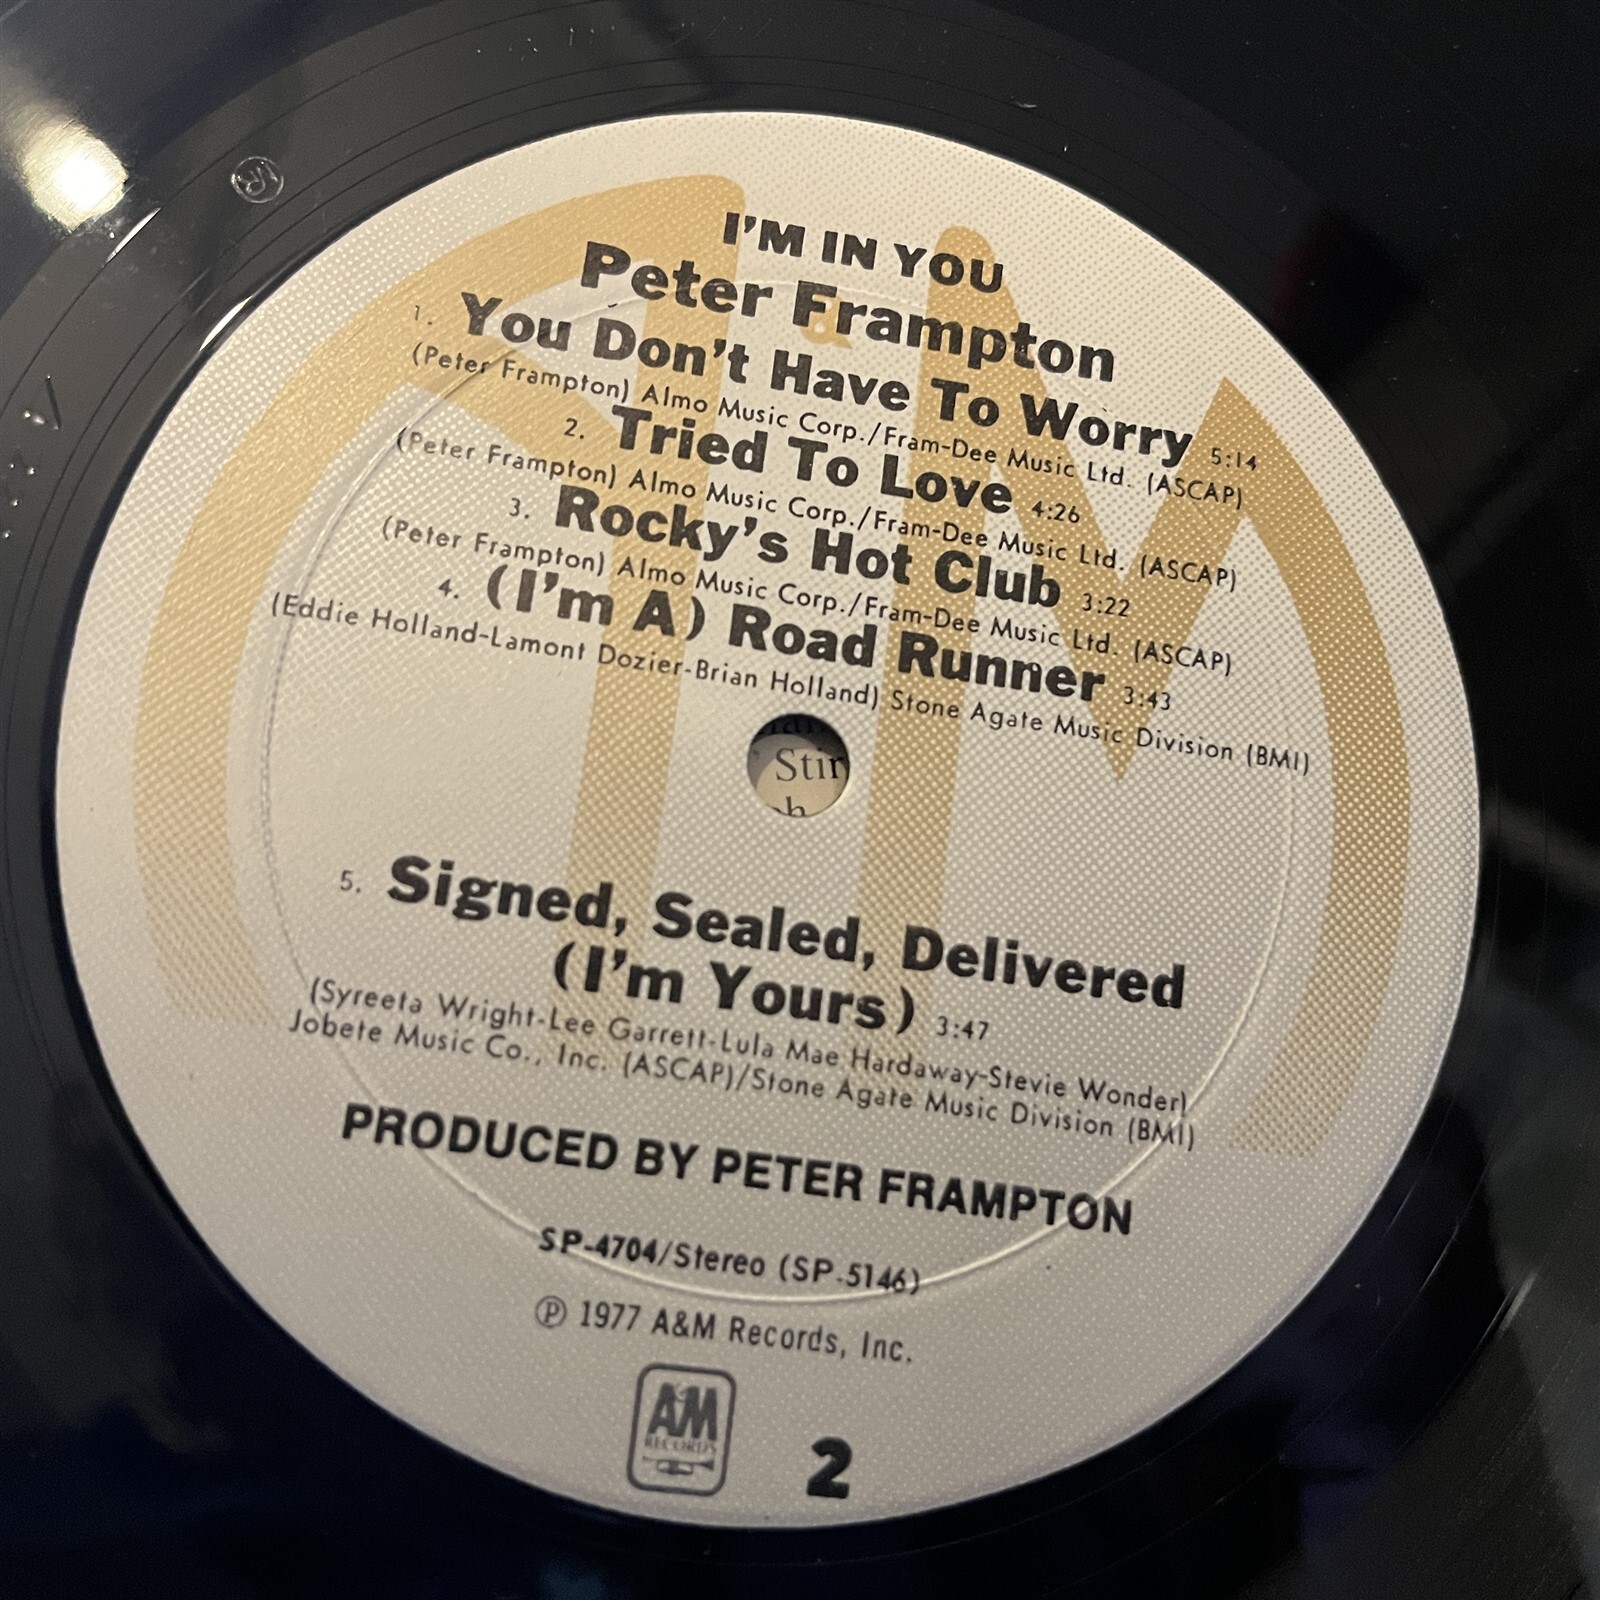 I'M IN YOU
Peter Frampton
1. You Don't Have To Worry 5:14
(Peter Frampton) Almo Music Corp./Fram-Dee Music Ltd. (ASCAP)
2. Tried To Love 4:26
(Peter Frampton) Almo Music Corp./Fram-Dee Music Ltd. (ASCAP)
3. Rocky's Hot Club 3:22
(Peter Frampton) Almo Music Corp./Fram-Dee Music Ltd. (ASCAP)
4. (I'm A) Road Runner 3:43
(Eddie Holland-Lamont Dozier-Brian Holland) Stone Agate Music Division (BMI)
Stir
5. Signed, Sealed, Delivered
(I'm Yours) 3:47
(Syreeta Wright-Lee Garrett-Lula Mae Hardaway-Stevie Wonder)
Jobete Music Co., Inc. (ASCAP)/Stone Agate Music Division (BMI)
PRODUCED BY PETER FRAMPTON
SP-4704/Stereo (SP-5146)
℗ 1977 A&M Records, Inc.
A&M
RECORDS
2